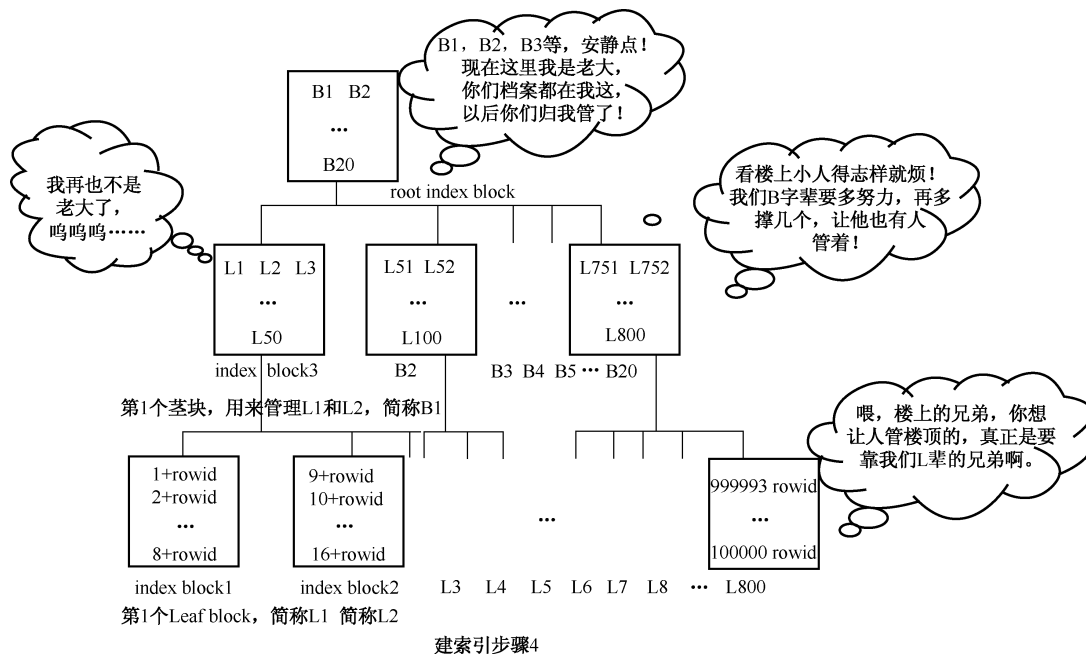 B1，B2，B3等，安静点！
现在这里我是老大，
你们档案都在我这，
以后你们归我管了！
B1 B2
...
B20
root index block
我再也不是
老大了，
呜呜呜……
看楼上小人得志样就烦！
我们B字辈要多努力，再多
撑几个，让他也有人
管着！
L1 L2 L3
...
L50
L51 L52
...
L100
...
L751 L752
...
L800
index block3
B2
B3 B4 B5 ... B20
第1个茎块，用来管理L1和L2，简称B1
喂，楼上的兄弟，你想
让人管楼顶的，真正是要
靠我们L辈的兄弟啊。
1+rowid
2+rowid
...
8+rowid
9+rowid
10+rowid
...
16+rowid
...
999993 rowid
...
100000 rowid
index block1
index block2
L3 L4 L5 L6 L7 L8 ... L800
第1个Leaf block，简称L1 简称L2
建索引步骤4